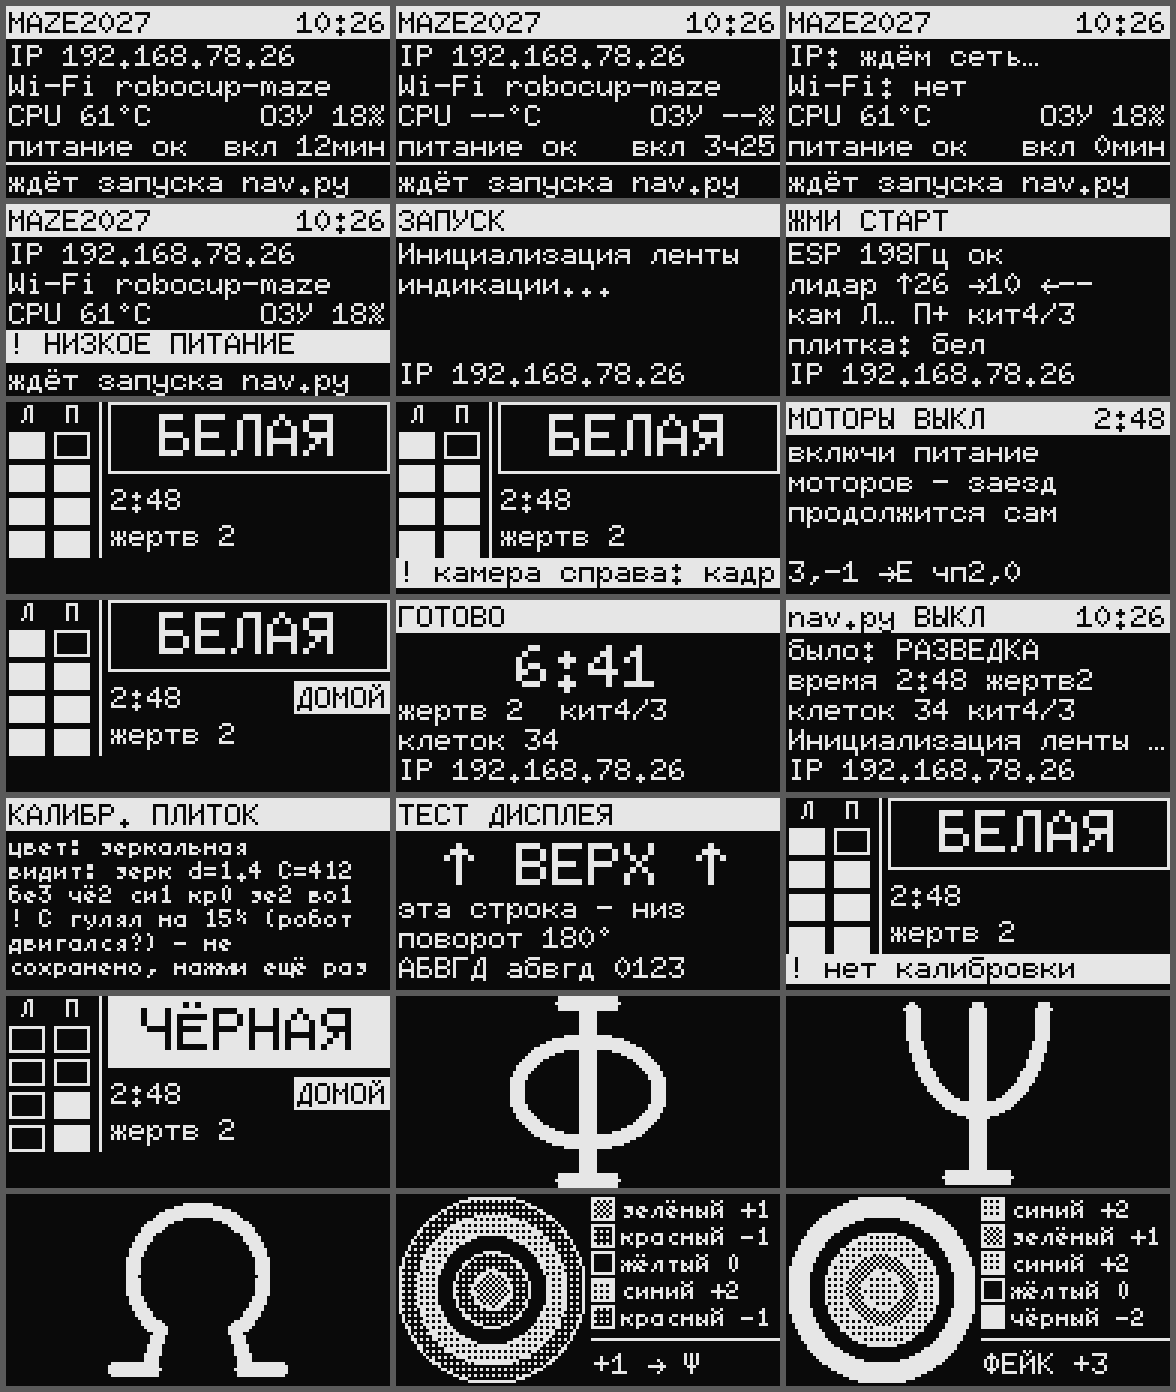 MAZE2027 10:26
IP 192.168.78.26
Wi-Fi robocup-maze
CPU 61°C ОЗУ 18%
питание ок вкл 12мин
ждёт запуска nav.py
MAZE2027 10:26
IP 192.168.78.26
Wi-Fi robocup-maze
CPU --°C ОЗУ --%
питание ок вкл 3ч25
ждёт запуска nav.py
MAZE2027 10:26
IP: ждём сеть…
Wi-Fi: нет
CPU 61°C ОЗУ 18%
питание ок вкл 0мин
ждёт запуска nav.py
MAZE2027 10:26
IP 192.168.78.26
Wi-Fi robocup-maze
CPU 61°C ОЗУ 18%
! НИЗКОЕ ПИТАНИЕ
ждёт запуска nav.py
ЗАПУСК
Инициализация ленты
индикации...
IP 192.168.78.26
ЖМИ СТАРТ
ESP 198Гц ок
лидар ↑26 →10 ←--
кам Л… П+ кит4/3
плитка: бел
IP 192.168.78.26
Л П
БЕЛАЯ
2:48
жертв 2
Л П
БЕЛАЯ
2:48
жертв 2
! камера справа: кадр
МОТОРЫ ВЫКЛ 2:48
включи питание
моторов - заезд
продолжится сам
3,-1 →E чп2,0
Л П
БЕЛАЯ
2:48 ДОМОЙ
жертв 2
ГОТОВО
6:41
жертв 2 кит4/3
клеток 34
IP 192.168.78.26
nav.py ВЫКЛ 10:26
было: РАЗВЕДКА
время 2:48 жертв2
клеток 34 кит4/3
Инициализация ленты …
IP 192.168.78.26
КАЛИБР. ПЛИТОК
цвет: зеркальная
видит: зерк d=1.4 C=412
бе3 чё2 си1 кр0 зе2 во1
! C гулял на 15% (робот
двигался?) - не
сохранено, нажми ещё раз
ТЕСТ ДИСПЛЕЯ
↑ ВЕРХ ↑
эта строка - низ
поворот 180°
АБВГД абвгд 0123
Л П
БЕЛАЯ
2:48
жертв 2
! нет калибровки
Л П
ЧЁРНАЯ
2:48 ДОМОЙ
жертв 2
Φ
Ψ
Ω
зелёный +1
красный -1
жёлтый 0
синий +2
красный -1
+1 → Ψ
синий +2
зелёный +1
синий +2
жёлтый 0
чёрный -2
ФЕЙК +3